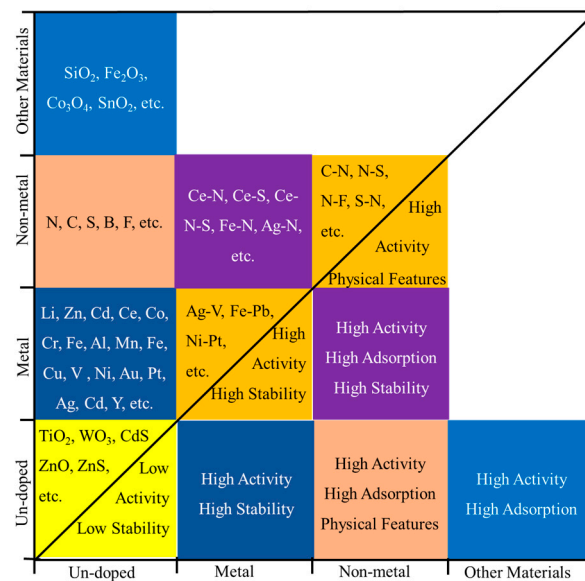 Other Materials
SiO₂, Fe₂O₃,
Co₃O₄, SnO₂, etc.
Non-metal
N, C, S, B, F, etc.
Ce-N, Ce-S, Ce-
N-S, Fe-N, Ag-N,
etc.
C-N, N-S,
N-F, S-N,
etc.
High
Activity
Physical Features
Metal
Li, Zn, Cd, Ce, Co,
Cr, Fe, Al, Mn, Fe,
Cu, V , Ni, Au, Pt,
Ag, Cd, Y, etc.
Ag-V, Fe-Pb,
Ni-Pt,
etc.
High
Activity
High Stability
High Activity
High Adsorption
High Stability
Un-doped
TiO₂, WO₃, CdS
ZnO, ZnS,
etc.
Low
Activity
Low Stability
High Activity
High Stability
High Activity
High Adsorption
Physical Features
High Activity
High Adsorption
Un-doped
Metal
Non-metal
Other Materials